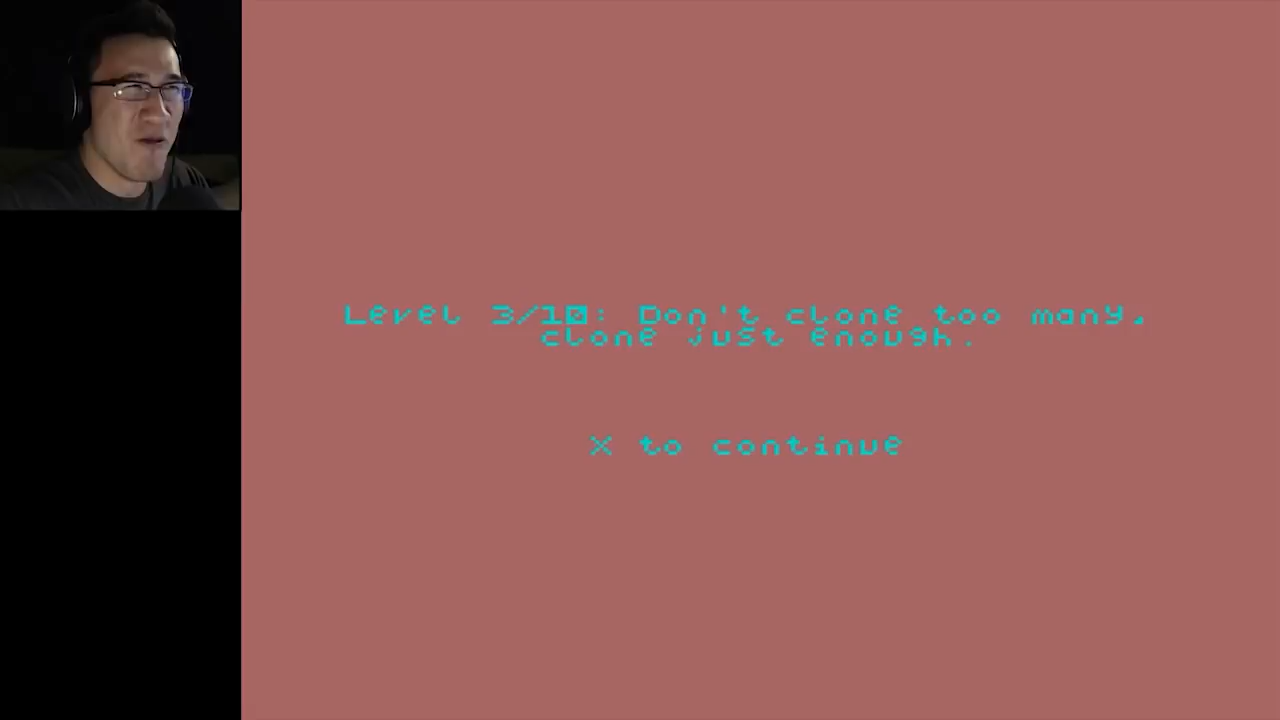 Level 3/10: Don't clone too many,
clone just enough.
X to continue